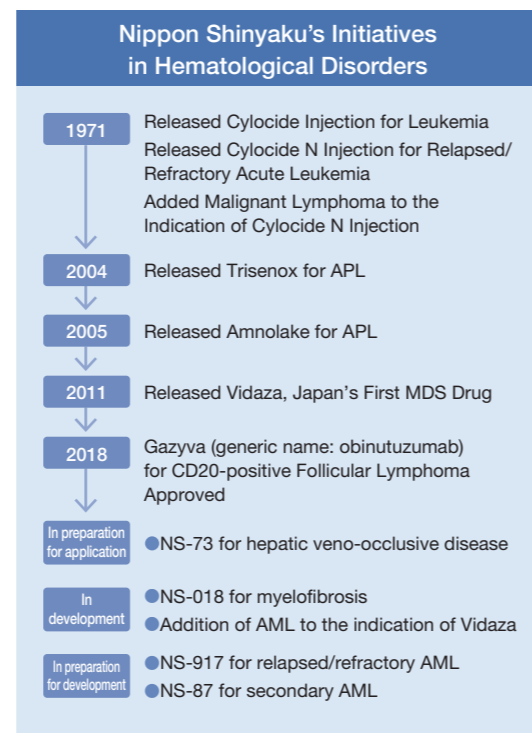 Nippon Shinyaku's Initiatives
in Hematological Disorders
1971
Released Cylocide Injection for Leukemia
Released Cylocide N Injection for Relapsed/
Refractory Acute Leukemia
Added Malignant Lymphoma to the
Indication of Cylocide N Injection
2004
Released Trisenox for APL
2005
Released Amnolake for APL
2011
Released Vidaza, Japan's First MDS Drug
2018
Gazyva (generic name: obinutuzumab)
for CD20-positive Follicular Lymphoma
Approved
In preparation
for application
●NS-73 for hepatic veno-occlusive disease
In
development
●NS-018 for myelofibrosis
●Addition of AML to the indication of Vidaza
In preparation
for development
●NS-917 for relapsed/refractory AML
●NS-87 for secondary AML